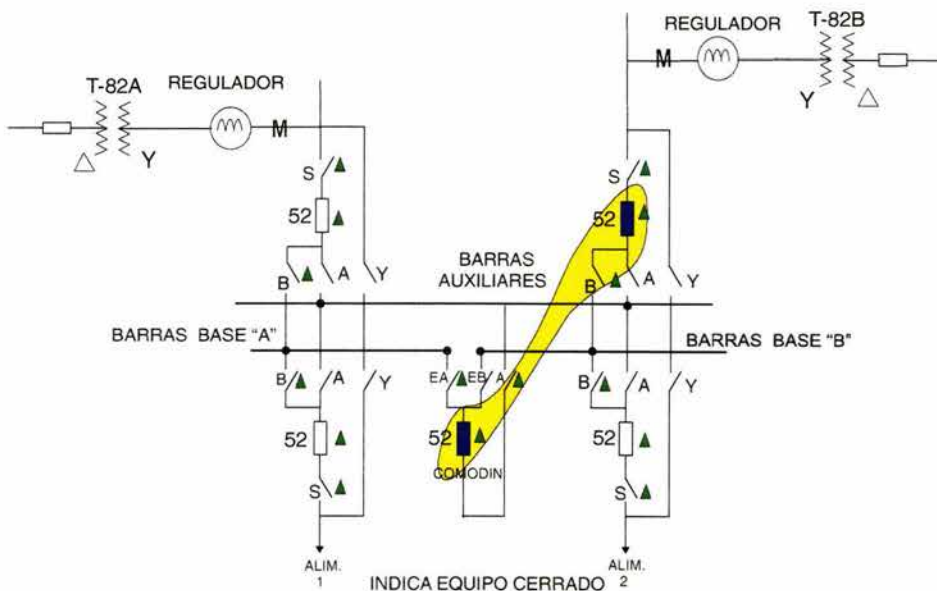 REGULADOR
T-82B
M
Y
T-82A
REGULADOR
M
Y
S
52
S
52
B
A
Y
BARRAS
AUXILIARES
B
A
Y
BARRAS BASE "A"
BARRAS BASE "B"
B
A
Y
EA
EB
A
B
A
Y
52
52
52
COMODIN
S
S
ALIM.
1
ALIM.
2
INDICA EQUIPO CERRADO